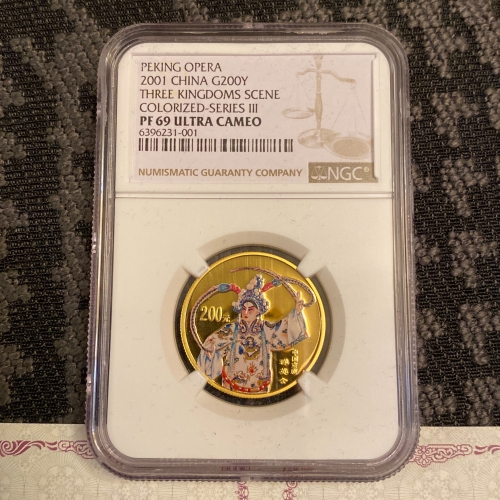 PEKING OPERA
2001 CHINA G200Y
THREE KINGDOMS SCENE
COLORIZED-SERIES III
PF 69 ULTRA CAMEO
6396231-001
NUMISMATIC GUARANTY COMPANY
NGC®
200元